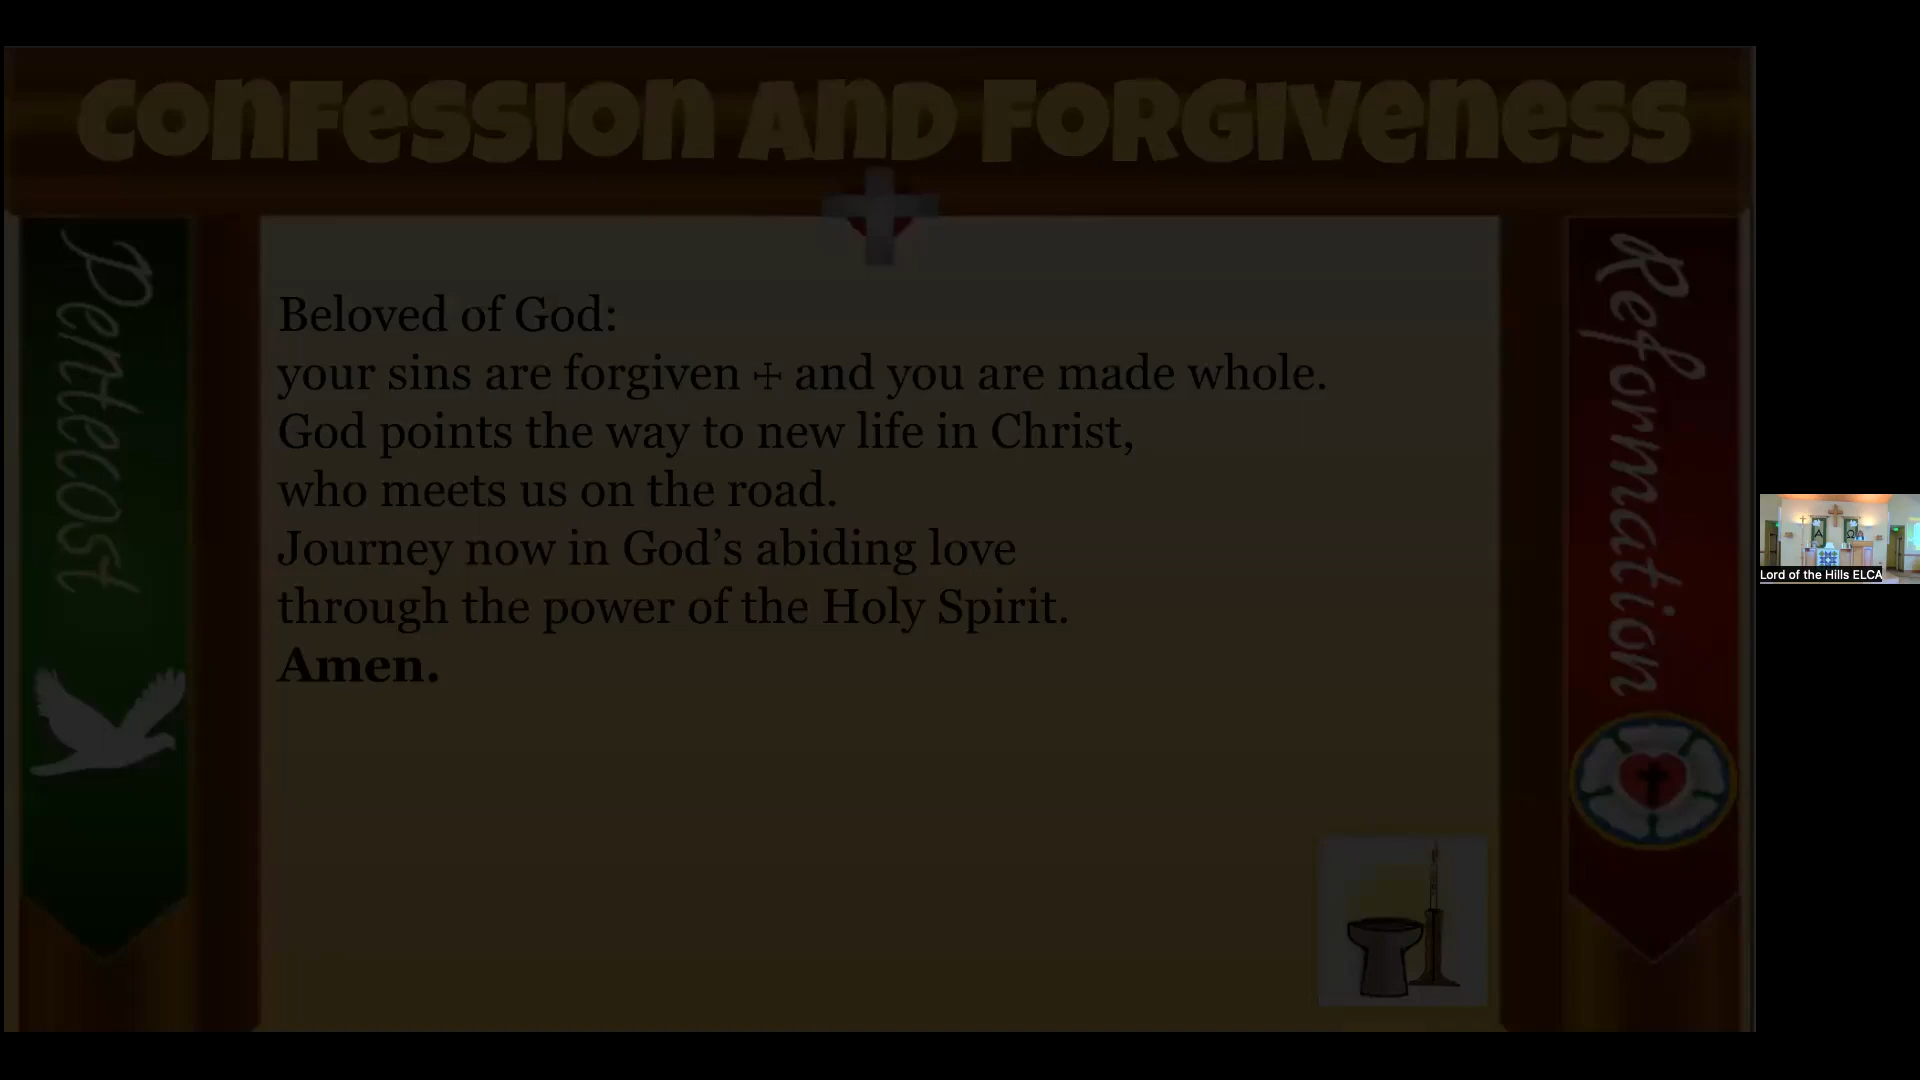 Confession and Forgiveness
Pentecost
Beloved of God:
your sins are forgiven ☩ and you are made whole.
God points the way to new life in Christ,
who meets us on the road.
Journey now in God’s abiding love
through the power of the Holy Spirit.
Amen.
Reformation
Lord of the Hills ELCA